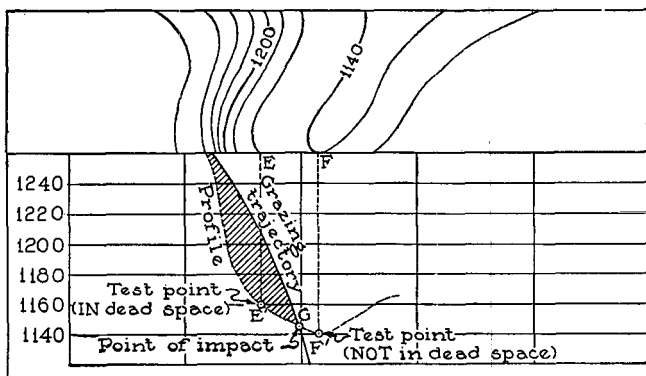 1200
1140
E
F
1240
1220
1200
1180
1160
1140
Profile
Grazing
trajectory
Test point
(IN dead space)
E
G
Point of impact
F
Test point
(NOT in dead space)